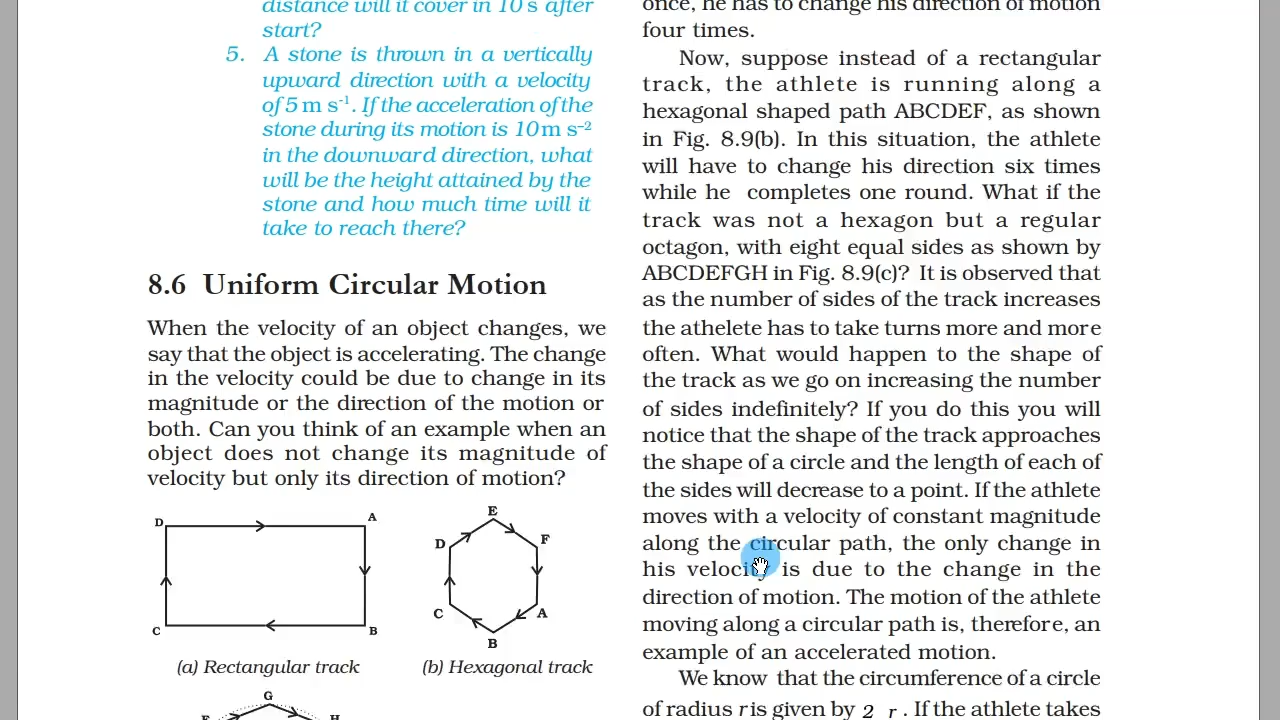 distance will it cover in 10 s after
start?
5. A stone is thrown in a vertically
upward direction with a velocity
of 5 m s-1. If the acceleration of the
stone during its motion is 10 m s–2
in the downward direction, what
will be the height attained by the
stone and how much time will it
take to reach there?
8.6 Uniform Circular Motion
When the velocity of an object changes, we
say that the object is accelerating. The change
in the velocity could be due to change in its
magnitude or the direction of the motion or
both. Can you think of an example when an
object does not change its magnitude of
velocity but only its direction of motion?
D A
C B
(a) Rectangular track
E
D F
C A
B
(b) Hexagonal track
G
F H
once, he has to change his direction of motion
four times.
Now, suppose instead of a rectangular
track, the athlete is running along a
hexagonal shaped path ABCDEF, as shown
in Fig. 8.9(b). In this situation, the athlete
will have to change his direction six times
while he completes one round. What if the
track was not a hexagon but a regular
octagon, with eight equal sides as shown by
ABCDEFGH in Fig. 8.9(c)? It is observed that
as the number of sides of the track increases
the athelete has to take turns more and more
often. What would happen to the shape of
the track as we go on increasing the number
of sides indefinitely? If you do this you will
notice that the shape of the track approaches
the shape of a circle and the length of each of
the sides will decrease to a point. If the athlete
moves with a velocity of constant magnitude
along the circular path, the only change in
his velocity is due to the change in the
direction of motion. The motion of the athlete
moving along a circular path is, therefore, an
example of an accelerated motion.
We know that the circumference of a circle
of radius r is given by 2 r . If the athlete takes